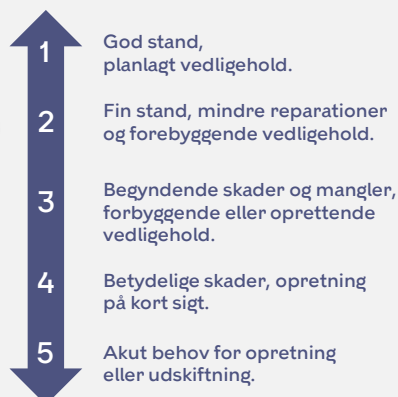 1
God stand,
planlagt vedligehold.
2
Fin stand, mindre reparationer
og forebyggende vedligehold.
3
Begyndende skader og mangler,
forbyggende eller oprettende
vedligehold.
4
Betydelige skader, opretning
på kort sigt.
5
Akut behov for opretning
eller udskiftning.